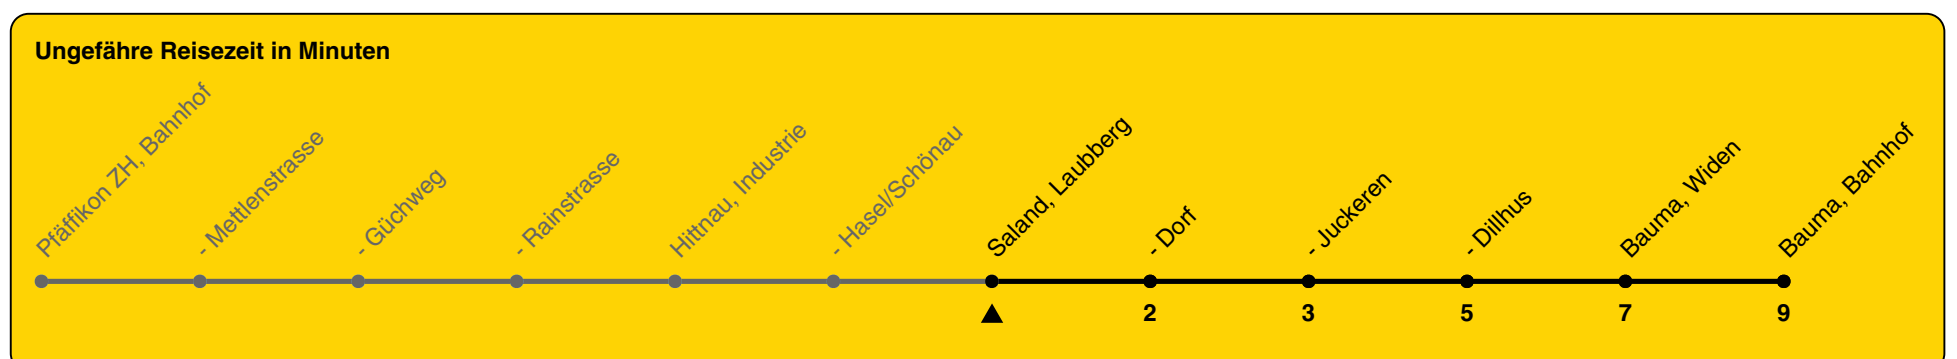 Ungefähre Reisezeit in Minuten
Pfäffikon ZH, Bahnhof
- Mettlenstrasse
- Güchweg
- Rainstrasse
Hittnau, Industrie
- Hasel/Schönau
Saland, Laubberg
- Dorf
- Juckeren
- Dillhus
Bauma, Widen
Bauma, Bahnhof
2 3 5 7 9